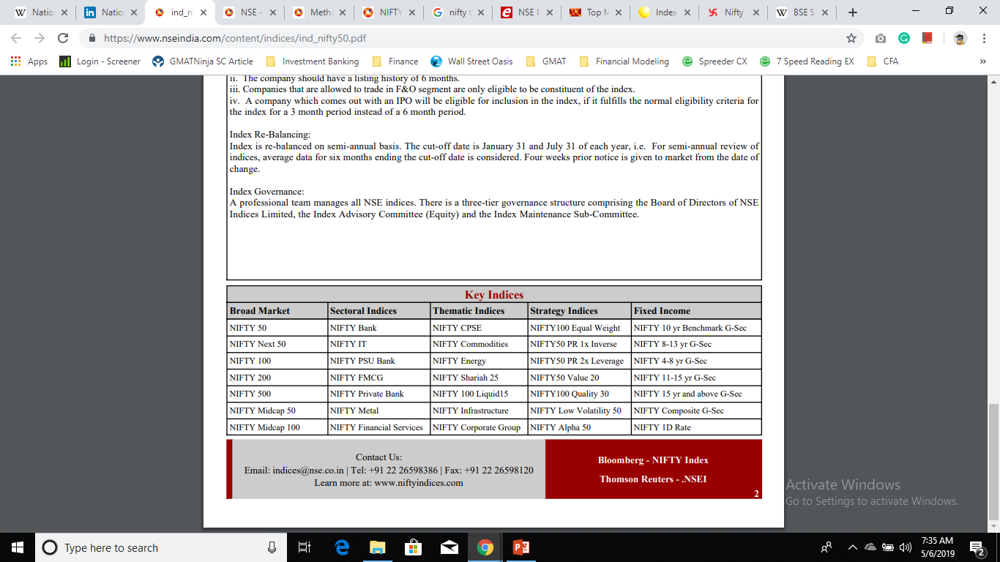 Natio
Natio
ind_n
NSE -
Meth
NIFTY
nifty t
NSE
Top M
Index
Nifty
BSE S
https://www.nseindia.com/content/indices/ind_nifty50.pdf
Apps
Login - Screener
GMATNinja SC Article
Investment Banking
Finance
Wall Street Oasis
GMAT
Financial Modeling
Spereeder CX
7 Speed Reading EX
CFA
»
ii. The company should have a listing history of 6 months.
iii. Companies that are allowed to trade in F&O segment are only eligible to be constituent of the index.
iv. A company which comes out with an IPO will be eligible for inclusion in the index, if it fulfills the normal eligibility criteria for
the index for a 3 month period instead of a 6 month period.
Index Re-Balancing:
Index is re-balanced on semi-annual basis. The cut-off date is January 31 and July 31 of each year, i.e. For semi-annual review of
indices, average data for six months ending the cut-off date is considered. Four weeks prior notice is given to market from the date of
change.
Index Governance:
A professional team manages all NSE indices. There is a three-tier governance structure comprising the Board of Directors of NSE
Indices Limited, the Index Advisory Committee (Equity) and the Index Maintenance Sub-Committee.
Key Indices
Broad Market Sectoral Indices Thematic Indices Strategy Indices Fixed Income
NIFTY 50 NIFTY Bank NIFTY CPSE NIFTY100 Equal Weight NIFTY 10 yr Benchmark G-Sec
NIFTY Next 50 NIFTY IT NIFTY Commodities NIFTY50 PR 1x Inverse NIFTY 8-13 yr G-Sec
NIFTY 100 NIFTY PSU Bank NIFTY Energy NIFTY50 PR 2x Leverage NIFTY 4-8 yr G-Sec
NIFTY 200 NIFTY FMCG NIFTY Shariah 25 NIFTY50 Value 20 NIFTY 11-15 yr G-Sec
NIFTY 500 NIFTY Private Bank NIFTY 100 Liquid15 NIFTY100 Quality 30 NIFTY 15 yr and above G-Sec
NIFTY Midcap 50 NIFTY Metal NIFTY Infrastructure NIFTY Low Volatility 50 NIFTY Composite G-Sec
NIFTY Midcap 100 NIFTY Financial Services NIFTY Corporate Group NIFTY Alpha 50 NIFTY 1D Rate
Contact Us:
Email: indices@nse.co.in | Tel: +91 22 26598386 | Fax: +91 22 26598120
Learn more at: www.niftyindices.com
Bloomberg - NIFTY Index
Thomson Reuters - .NSEI
2
Activate Windows
Go to Settings to activate Windows.
Type here to search
7:35 AM
5/6/2019
2